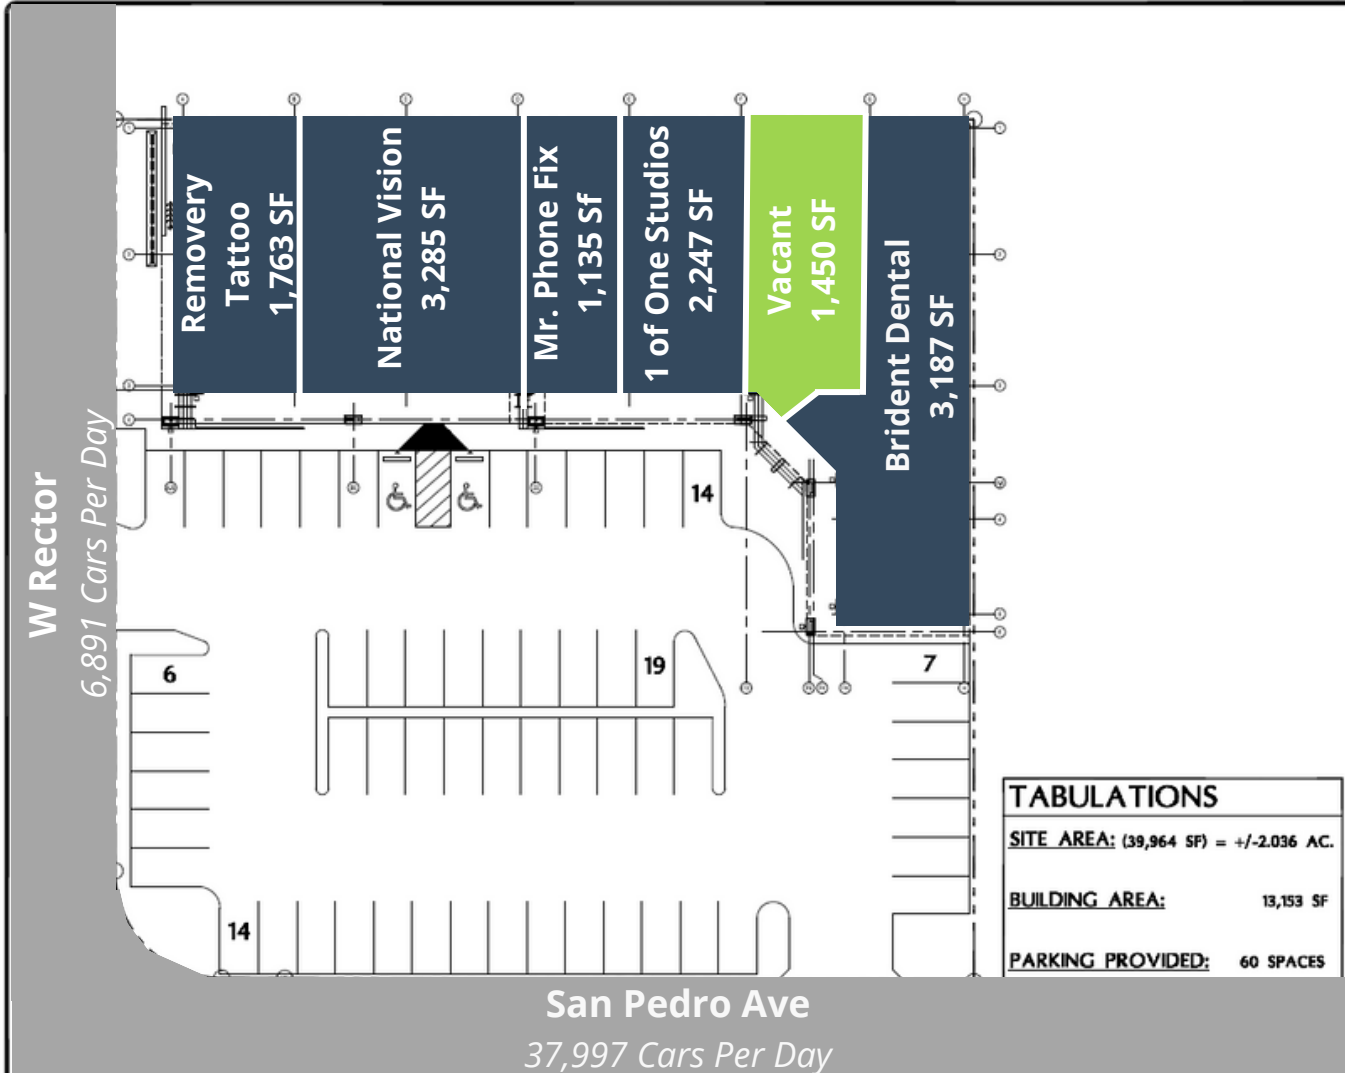 Removery
Tattoo
1,763 SF
National Vision
3,285 SF
Mr. Phone Fix
1,135 Sf
1 of One Studios
2,247 SF
Vacant
1,450 SF
Brident Dental
3,187 SF
W Rector
6,891 Cars Per Day
14
6
19
7
14
TABULATIONS
SITE AREA: (39,964 SF) = +/-2.036 AC.
BUILDING AREA: 13,153 SF
PARKING PROVIDED: 60 SPACES
San Pedro Ave
37,997 Cars Per Day